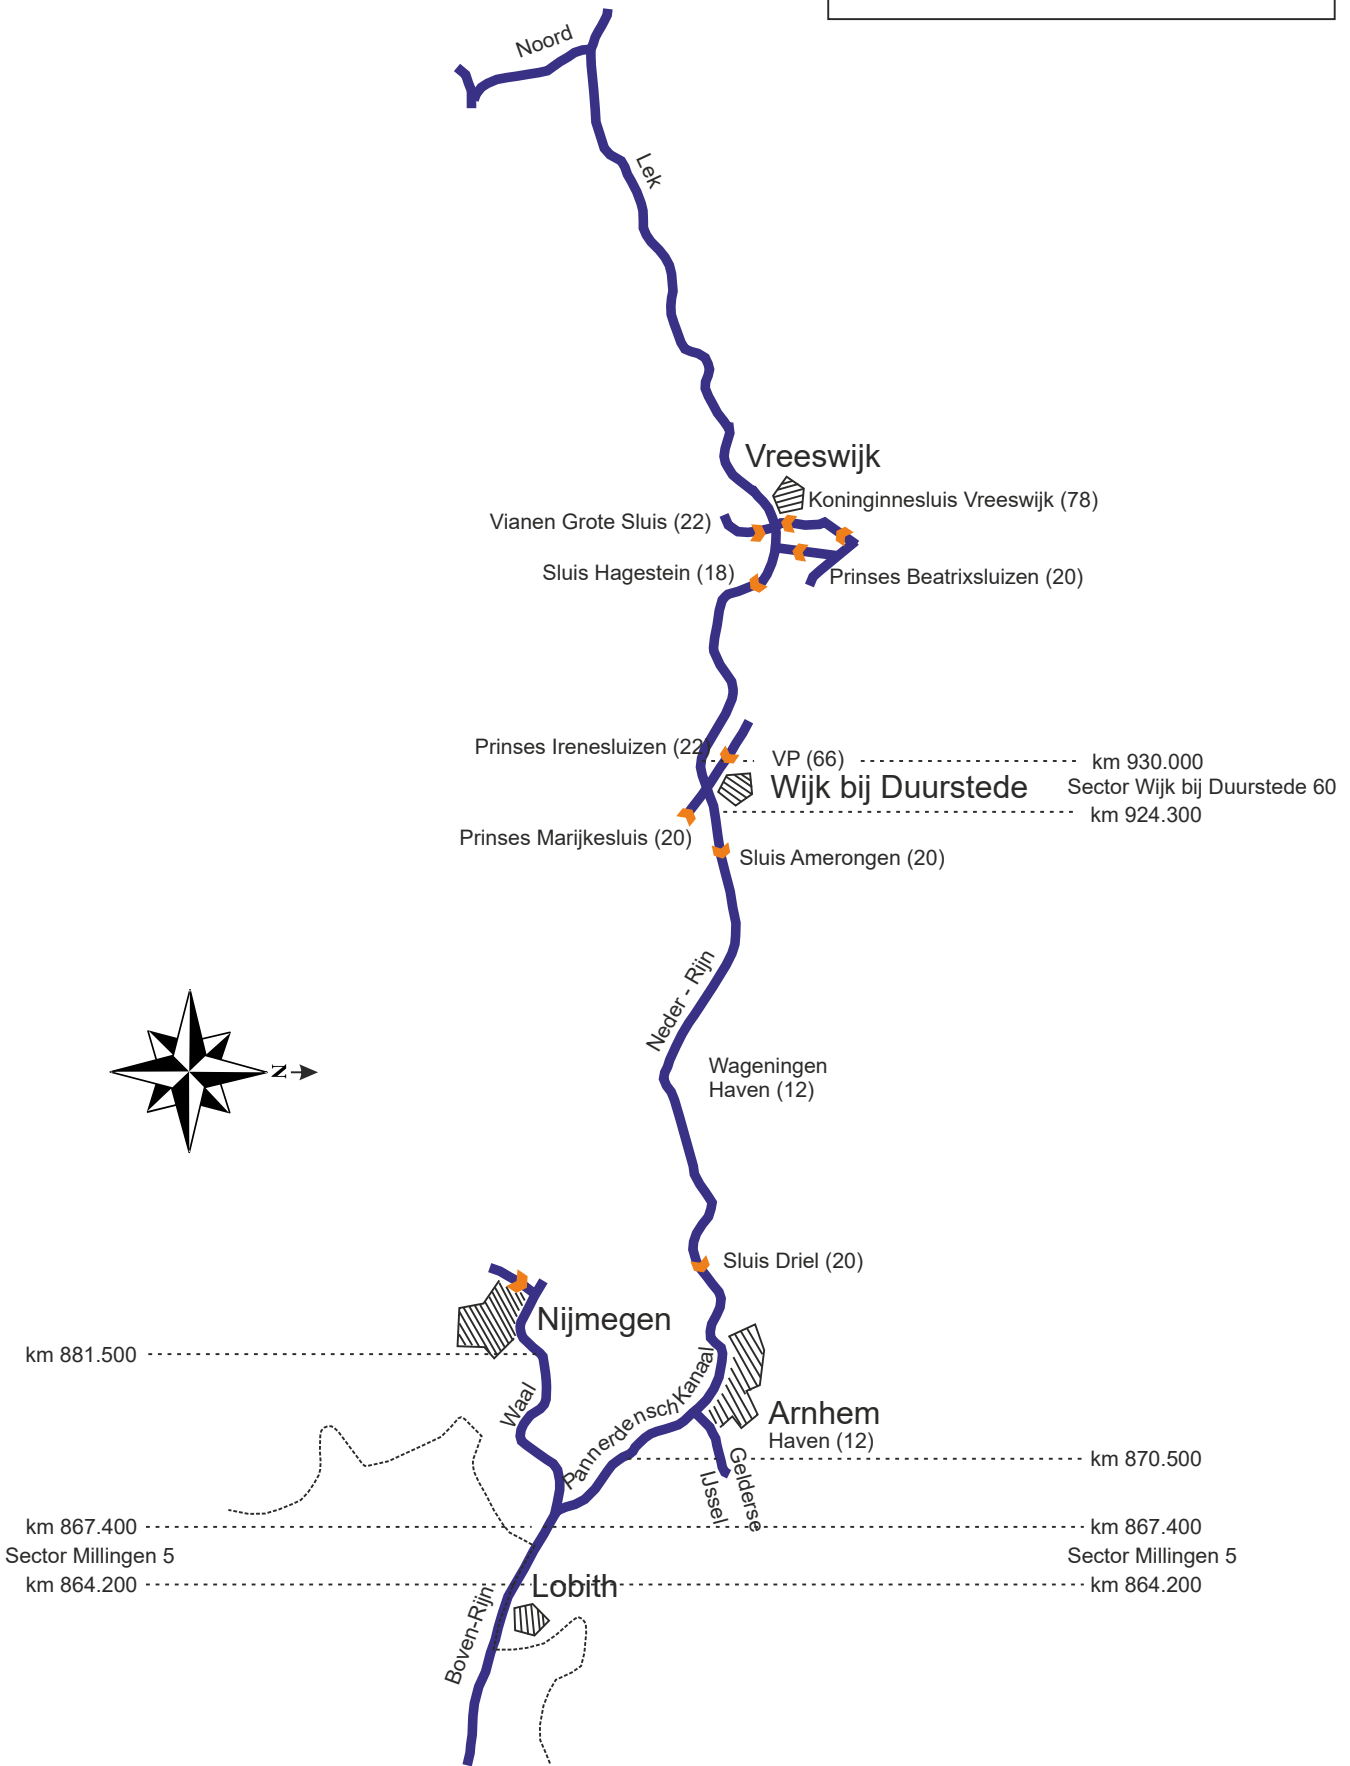 Noord
Lek
Vreeswijk
Koninginnesluis Vreeswijk (78)
Vianen Grote Sluis (22)
Sluis Hagestein (18)
Prinses Beatrixsluizen (20)
Prinses Irenesluizen (22)
VP (66)
km 930.000
Wijk bij Duurstede
Sector Wijk bij Duurstede 60
km 924.300
Prinses Marijkesluis (20)
Sluis Amerongen (20)
Neder - Rijn
Wageningen
Haven (12)
N
Sluis Driel (20)
Nijmegen
km 881.500
Waal
Pannerdensch Kanaal
Arnhem
Haven (12)
km 870.500
Gelderse
IJssel
km 867.400
km 867.400
Sector Millingen 5
Sector Millingen 5
km 864.200
Lobith
km 864.200
Boven-Rijn